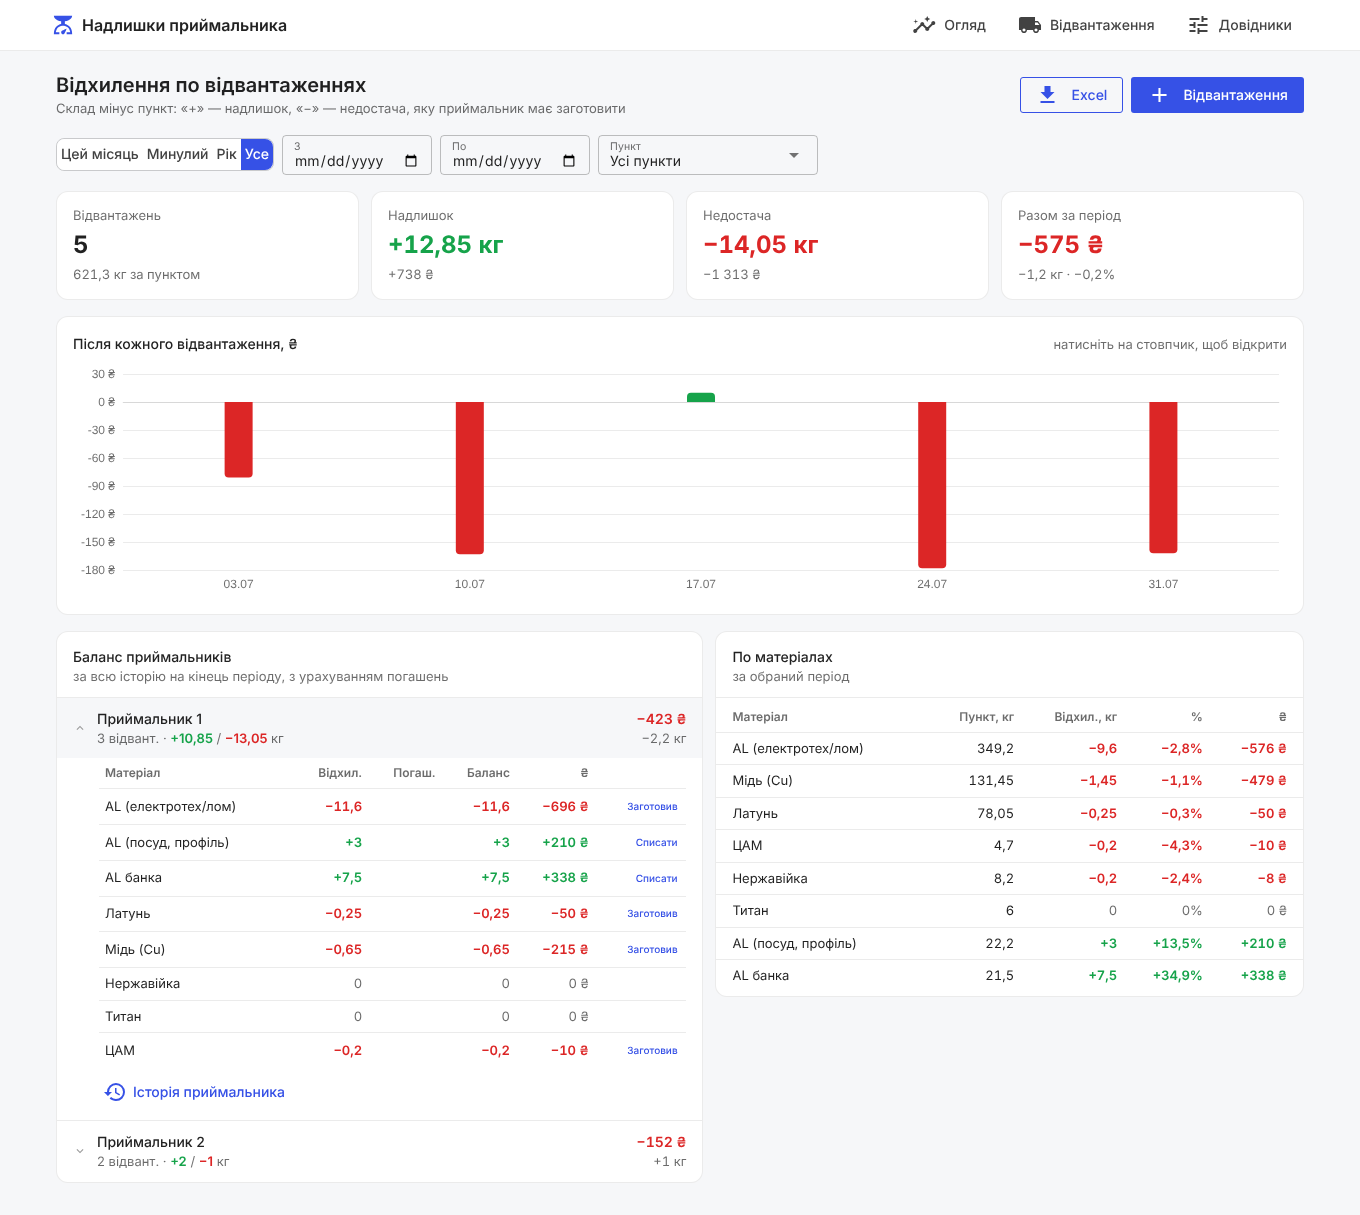 Надлишки приймальника
Огляд
Відвантаження
Довідники
Відхилення по відвантаженнях
Склад мінус пункт: «+» — надлишок, «−» — недостача, яку приймальник має заготовити
Excel
Відвантаження
Цей місяць Минулий Рік Усе
З
mm/dd/yyyy
По
mm/dd/yyyy
Пункт
Усі пункти
Відвантажень
5
621,3 кг за пунктом
Надлишок
+12,85 кг
+738 ₴
Недостача
−14,05 кг
−1 313 ₴
Разом за період
−575 ₴
−1,2 кг · −0,2%
Після кожного відвантаження, ₴
натисніть на стовпчик, щоб відкрити
30 ₴
0 ₴
-30 ₴
-60 ₴
-90 ₴
-120 ₴
-150 ₴
-180 ₴
03.07 10.07 17.07 24.07 31.07
Баланс приймальників
за всю історію на кінець періоду, з урахуванням погашень
Приймальник 1 −423 ₴
3 відвант. · +10,85 / −13,05 кг −2,2 кг
Матеріал Відхил. Погаш. Баланс ₴
AL (електротех/лом) −11,6 −11,6 −696 ₴ Заготовив
AL (посуд, профіль) +3 +3 +210 ₴ Списати
AL банка +7,5 +7,5 +338 ₴ Списати
Латунь −0,25 −0,25 −50 ₴ Заготовив
Мідь (Cu) −0,65 −0,65 −215 ₴ Заготовив
Нержавійка 0 0 0 ₴
Титан 0 0 0 ₴
ЦАМ −0,2 −0,2 −10 ₴ Заготовив
Історія приймальника
Приймальник 2 −152 ₴
2 відвант. · +2 / −1 кг +1 кг
По матеріалах
за обраний період
Матеріал Пункт, кг Відхил., кг % ₴
AL (електротех/лом) 349,2 −9,6 −2,8% −576 ₴
Мідь (Cu) 131,45 −1,45 −1,1% −479 ₴
Латунь 78,05 −0,25 −0,3% −50 ₴
ЦАМ 4,7 −0,2 −4,3% −10 ₴
Нержавійка 8,2 −0,2 −2,4% −8 ₴
Титан 6 0 0% 0 ₴
AL (посуд, профіль) 22,2 +3 +13,5% +210 ₴
AL банка 21,5 +7,5 +34,9% +338 ₴